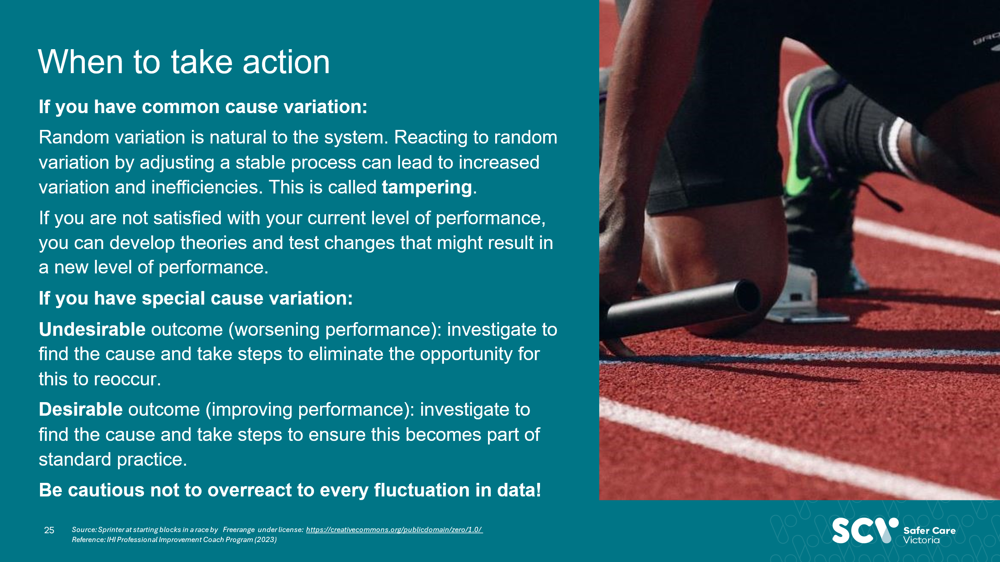 When to take action
If you have common cause variation:
Random variation is natural to the system. Reacting to random
variation by adjusting a stable process can lead to increased
variation and inefficiencies. This is called tampering.
If you are not satisfied with your current level of performance,
you can develop theories and test changes that might result in
a new level of performance.
If you have special cause variation:
Undesirable outcome (worsening performance): investigate to
find the cause and take steps to eliminate the opportunity for
this to reoccur.
Desirable outcome (improving performance): investigate to
find the cause and take steps to ensure this becomes part of
standard practice.
Be cautious not to overreact to every fluctuation in data!
25
Source: Sprinter at starting blocks in a race by Freerange under license: https://creativecommons.org/publicdomain/zero/1.0/
Reference: IHI Professional Improvement Coach Program (2023)
SCV
Safer Care
Victoria